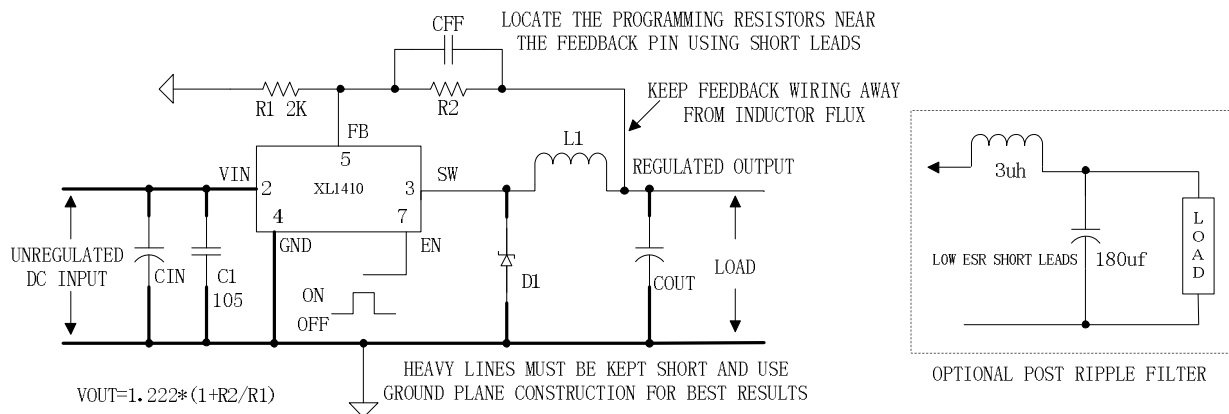 LOCATE THE PROGRAMMING RESISTORS NEAR
THE FEEDBACK PIN USING SHORT LEADS
CFF
R1 2K
R2
KEEP FEEDBACK WIRING AWAY
FROM INDUCTOR FLUX
FB
5
VIN
2
XL1410
3
SW
L1
REGULATED OUTPUT
4
7
GND
EN
UNREGULATED
DC INPUT
CIN
C1
105
ON
OFF
D1
COUT
LOAD
HEAVY LINES MUST BE KEPT SHORT AND USE
GROUND PLANE CONSTRUCTION FOR BEST RESULTS
VOUT=1.222*(1+R2/R1)
3uh
LOW ESR SHORT LEADS
180uf
LOAD
OPTIONAL POST RIPPLE FILTER